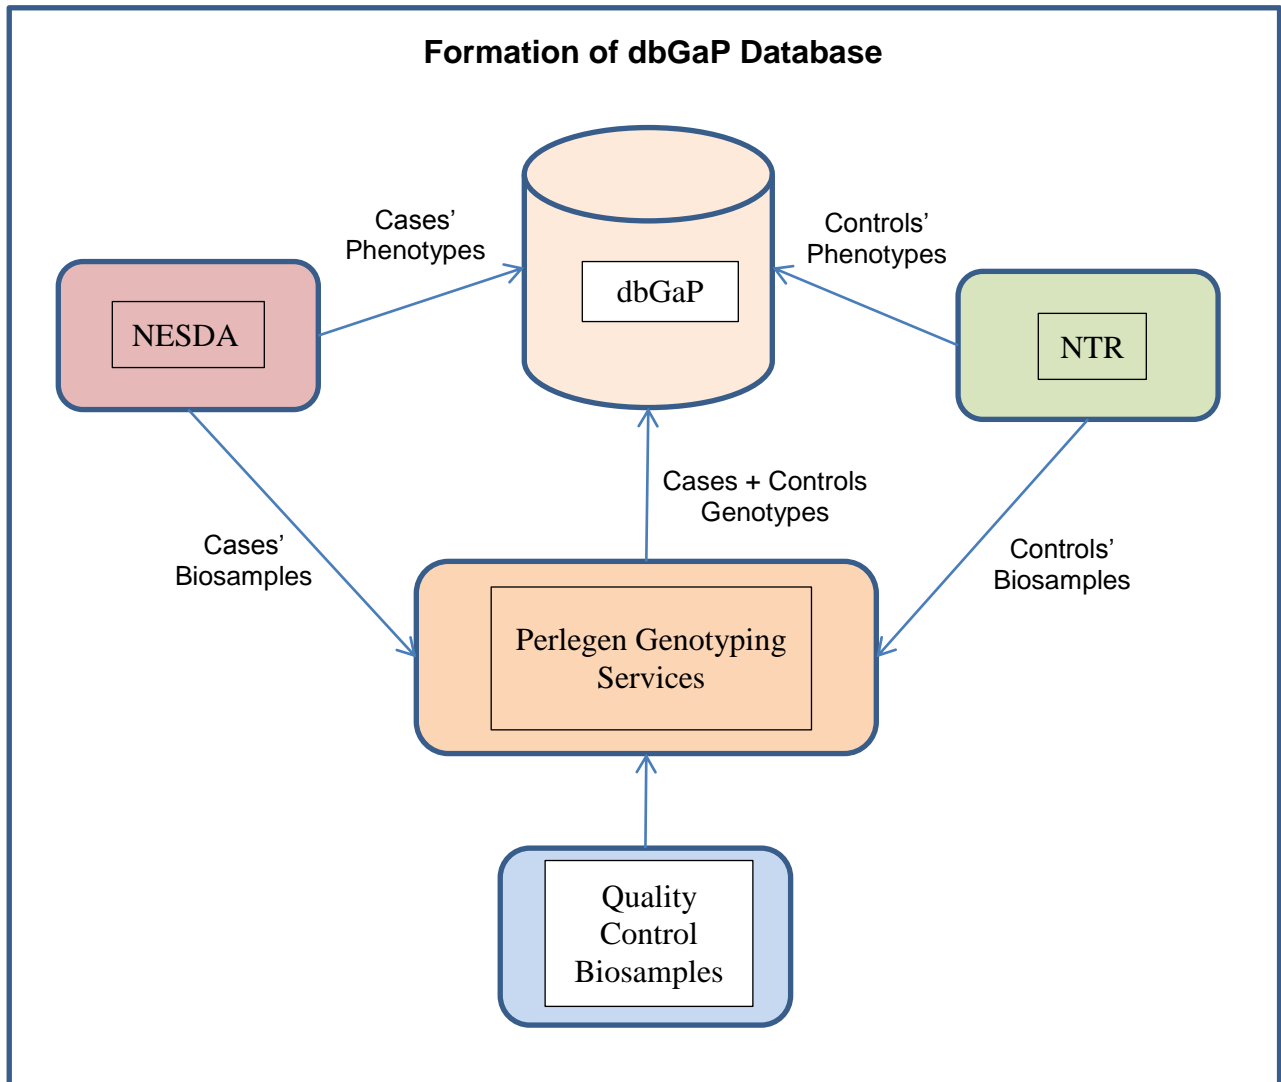 Formation of dbGaP Database
Cases’
Phenotypes
Controls’
Phenotypes
dbGaP
NESDA
NTR
Cases + Controls
Genotypes
Cases’
Biosamples
Controls’
Biosamples
Perlegen Genotyping
Services
Quality
Control
Biosamples